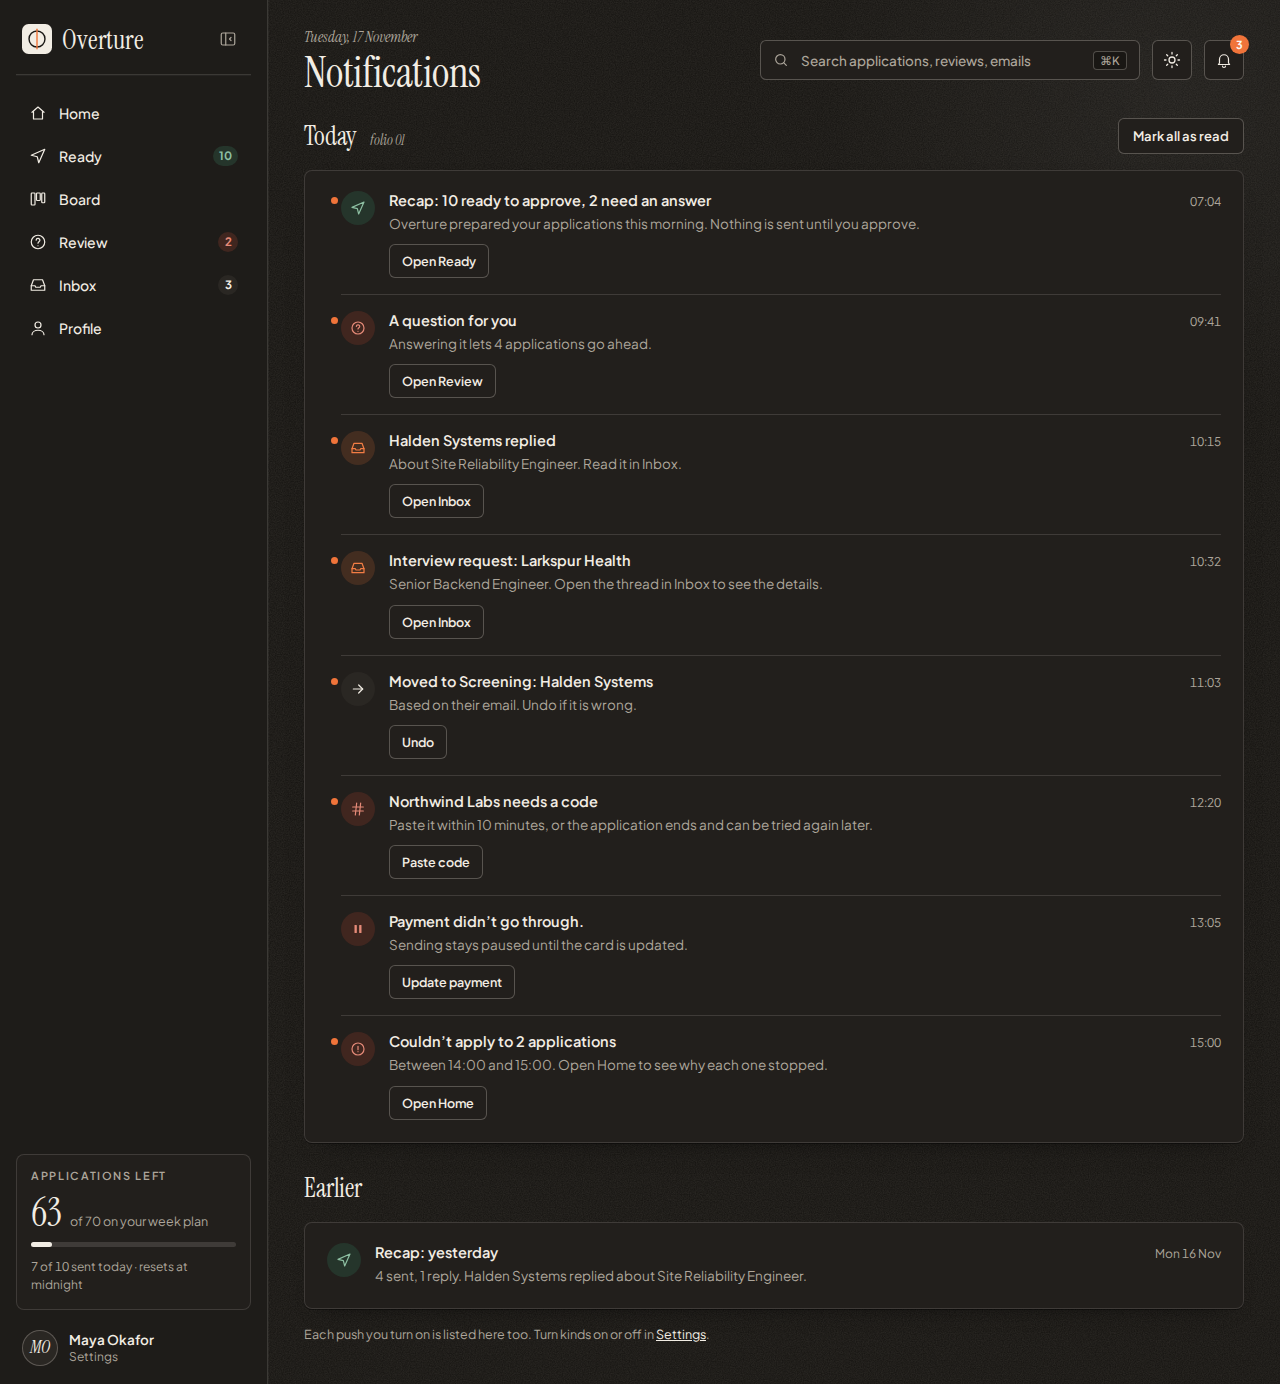 Overture
Home
Ready 10
Board
Review 2
Inbox 3
Profile
APPLICATIONS LEFT
63 of 70 on your week plan
7 of 10 sent today · resets at
midnight
MO
Maya Okafor
Settings
Tuesday, 17 November
Notifications
Search applications, reviews, emails ⌘K
3
Today folio 01
Mark all as read
Recap: 10 ready to approve, 2 need an answer 07:04
Overture prepared your applications this morning. Nothing is sent until you approve.
Open Ready
A question for you 09:41
Answering it lets 4 applications go ahead.
Open Review
Halden Systems replied 10:15
About Site Reliability Engineer. Read it in Inbox.
Open Inbox
Interview request: Larkspur Health 10:32
Senior Backend Engineer. Open the thread in Inbox to see the details.
Open Inbox
Moved to Screening: Halden Systems 11:03
Based on their email. Undo if it is wrong.
Undo
Northwind Labs needs a code 12:20
Paste it within 10 minutes, or the application ends and can be tried again later.
Paste code
Payment didn’t go through. 13:05
Sending stays paused until the card is updated.
Update payment
Couldn’t apply to 2 applications 15:00
Between 14:00 and 15:00. Open Home to see why each one stopped.
Open Home
Earlier
Recap: yesterday Mon 16 Nov
4 sent, 1 reply. Halden Systems replied about Site Reliability Engineer.
Each push you turn on is listed here too. Turn kinds on or off in Settings.